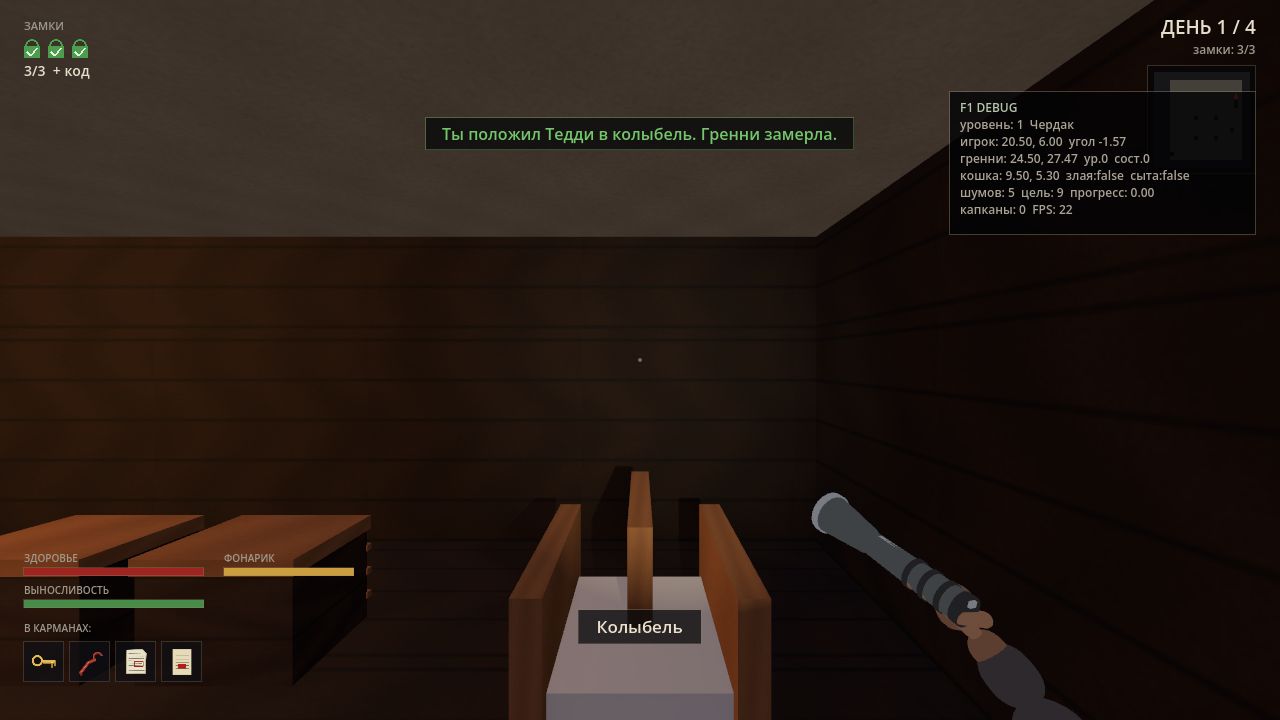 ЗАМКИ
3/3 + код
ДЕНЬ 1 / 4
замки: 3/3
Ты положил Тедди в колыбель. Гренни замерла.
F1 DEBUG
уровень: 1 Чердак
игрок: 20.50, 6.00 угол -1.57
гренни: 24.50, 27.47 ур.0 сост.0
кошка: 9.50, 5.30 злая:false сыта:false
шумов: 5 цель: 9 прогресс: 0.00
капканы: 0 FPS: 22
ЗДОРОВЬЕ
ФОНАРИК
ВЫНОСЛИВОСТЬ
В КАРМАНАХ:
Колыбель